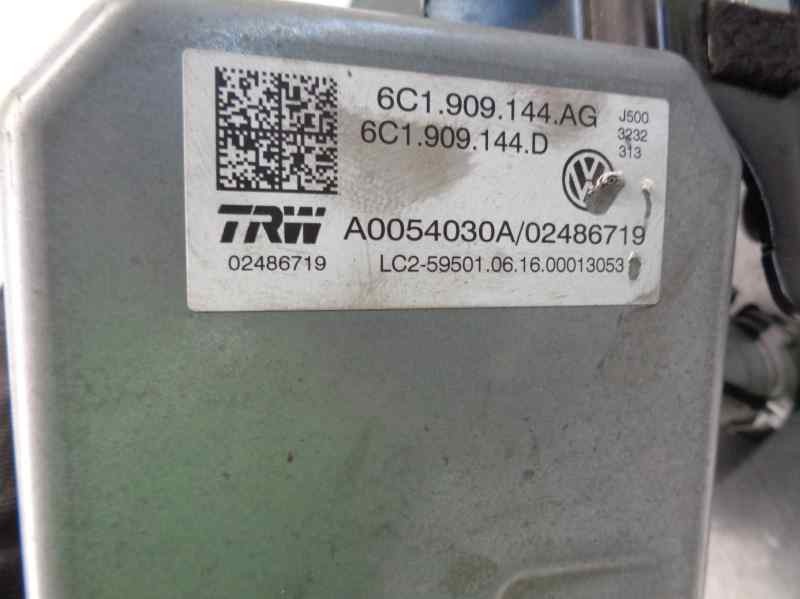 6C1.909.144.AG
6C1.909.144.D
J500
3232
313
TRW
A0054030A/02486719
02486719
LC2-59501.06.16.00013053